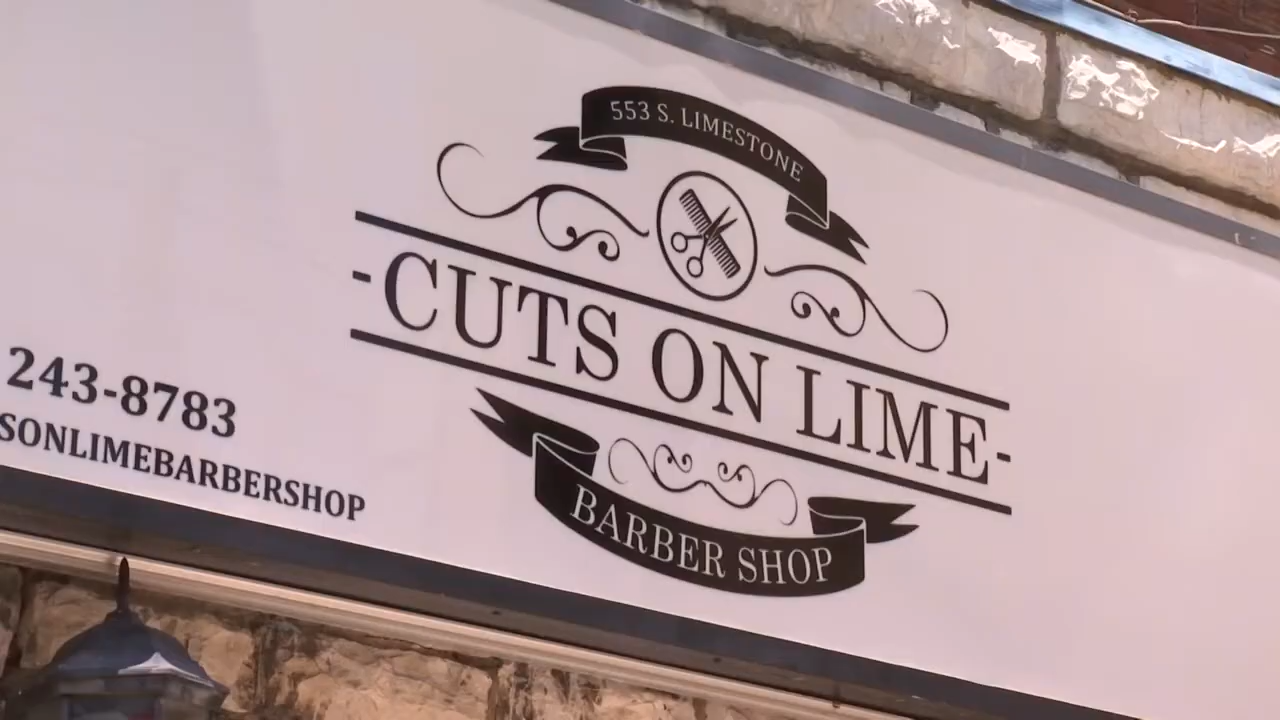 553 S. LIMESTONE
-CUTS ON LIME-
BARBER SHOP
243-8783
SONLIMEBARBERSHOP